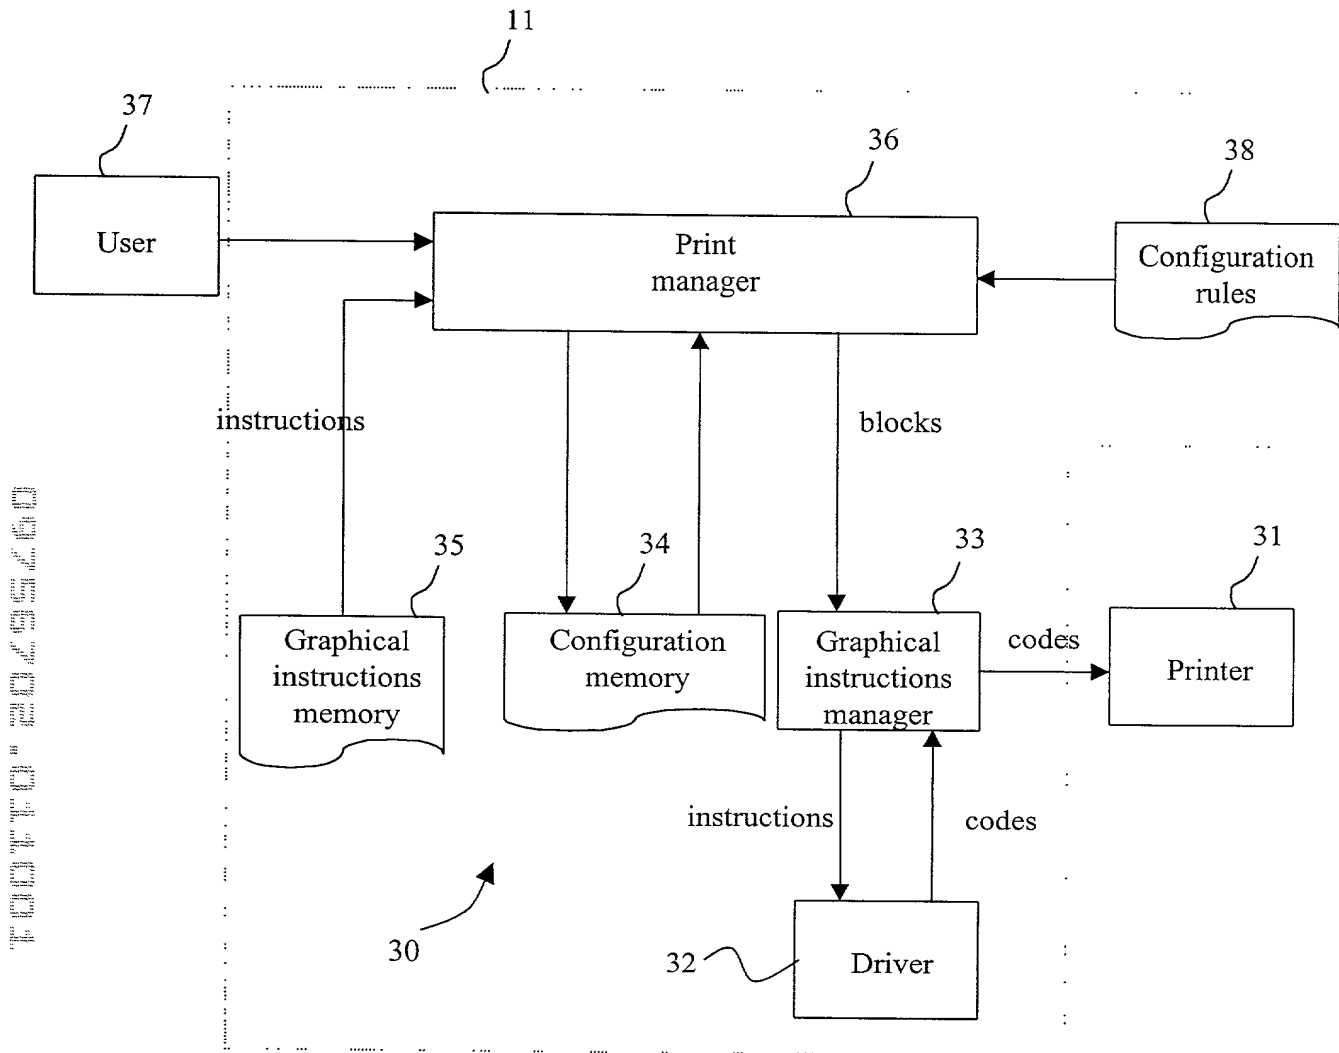 11
37
36
38
User
Print
manager
Configuration
rules
instructions
blocks
35
34
33
31
Graphical
instructions
memory
Configuration
memory
Graphical
instructions
manager
codes
Printer
instructions
codes
30
32
Driver